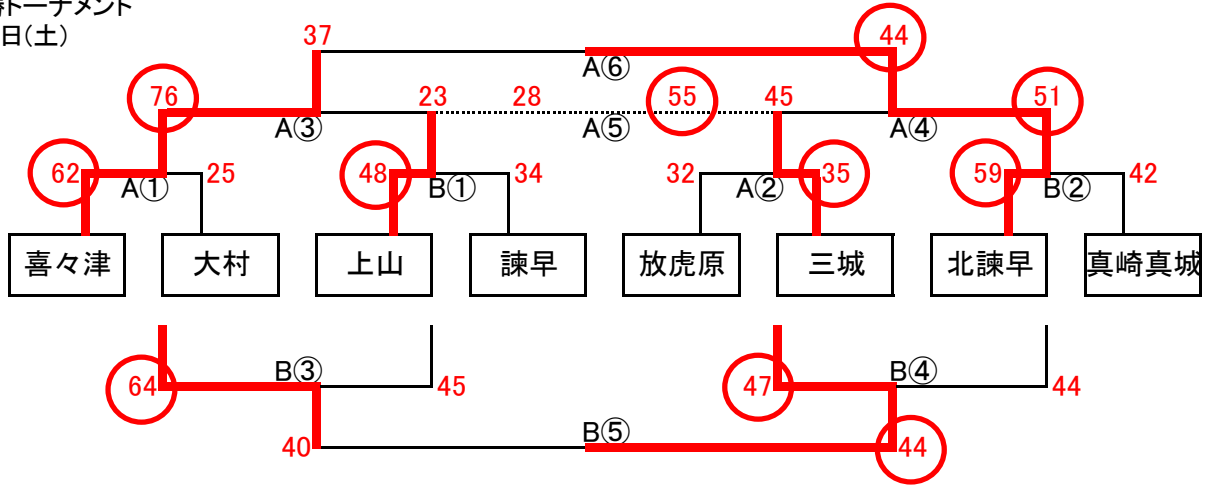 トーナメント
日(土)
37 44
A⑥
76 23 28 55 45 51
A③ A⑤ A④
62 25 48 34 32 35 59 42
A① B① A② B②
喜々津 大村 上山 諫早 放虎原 三城 北諫早 真崎真城
B③ B④
64 45 47 44
B⑤
40 44